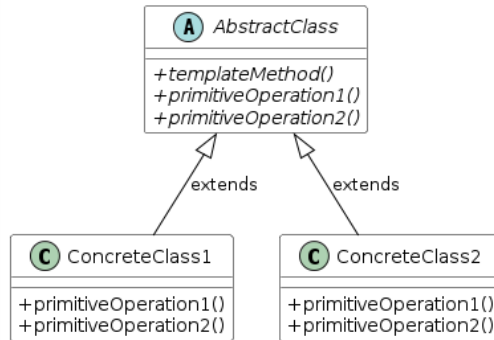 A AbstractClass
+templateMethod()
+primitiveOperation1()
+primitiveOperation2()
extends
extends
C ConcreteClass1
+primitiveOperation1()
+primitiveOperation2()
C ConcreteClass2
+primitiveOperation1()
+primitiveOperation2()